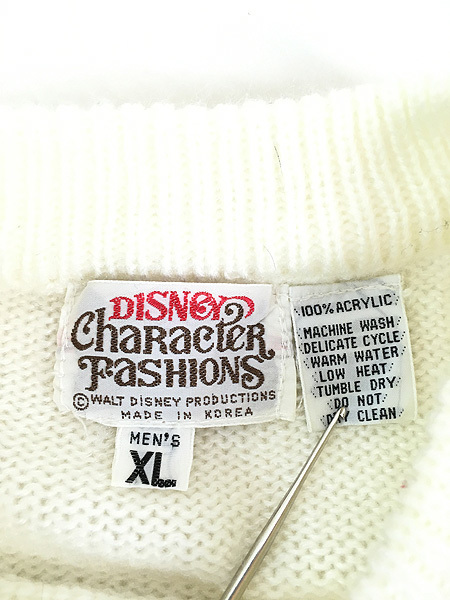 DISNEY
Character
FASHIONS
©WALT DISNEY PRODUCTIONS
MADE IN KOREA
MEN'S
XL
100% ACRYLIC
MACHINE WASH
DELICATE CYCLE
WARM WATER
LOW HEAT
TUMBLE DRY
DO NOT
DRY CLEAN